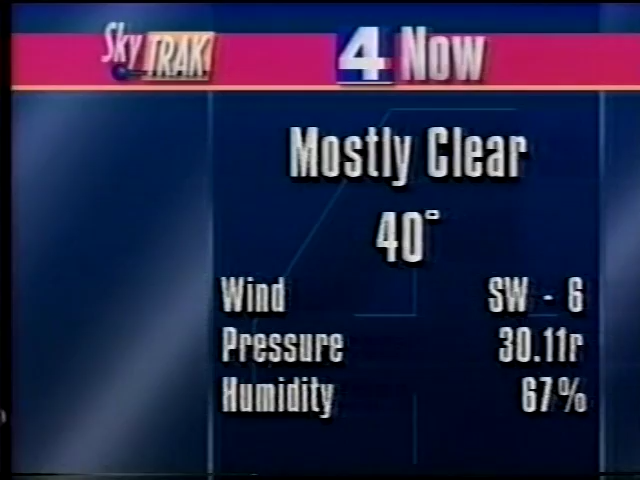 Sky TRAK 4 Now
Mostly Clear
40°
Wind SW - 6
Pressure 30.11r
Humidity 67%